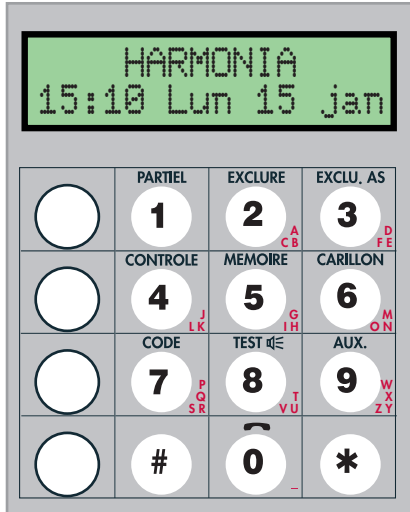 HARMONIA
15:10 Lun 15 jan
PARTIEL EXCLURE EXCLU. AS
1 2 3
A D
C B F E
CONTROLE MEMOIRE CARILLON
4 5 6
J G M
L K I H O N
CODE TEST AUX.
7 8 9
P W
Q T X
S R V U Z Y
# 0 *
_